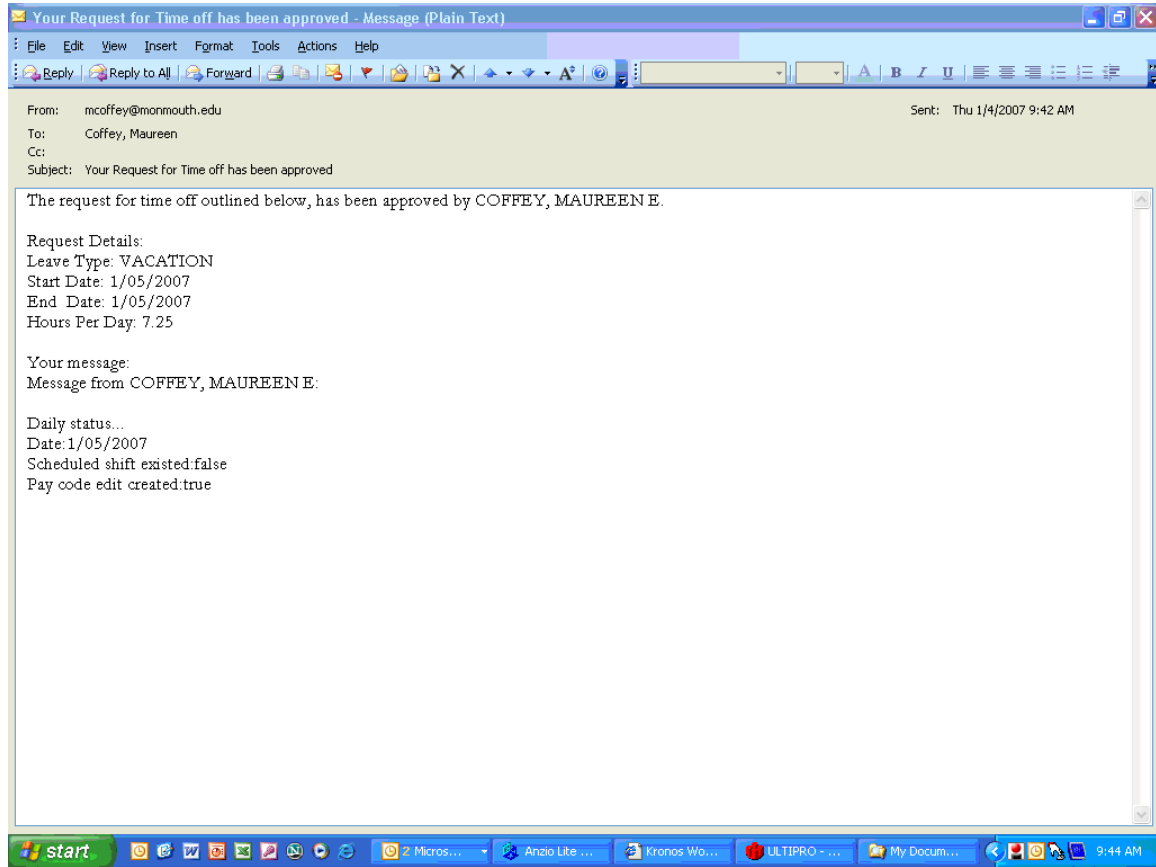 Your Request for Time off has been approved - Message (Plain Text)
File Edit View Insert Format Tools Actions Help
Reply Reply to All Forward A A B I U
From: mcoffey@monmouth.edu Sent: Thu 1/4/2007 9:42 AM
To: Coffey, Maureen
Cc:
Subject: Your Request for Time off has been approved
The request for time off outlined below, has been approved by COFFEY, MAUREEN E.
Request Details:
Leave Type: VACATION
Start Date: 1/05/2007
End Date: 1/05/2007
Hours Per Day: 7.25
Your message:
Message from COFFEY, MAUREEN E:
Daily status...
Date:1/05/2007
Scheduled shift existed:false
Pay code edit created:true
start 2 Micros... Anzio Lite ... Kronos Wo... ULTIPRO - ... My Docum... 9:44 AM